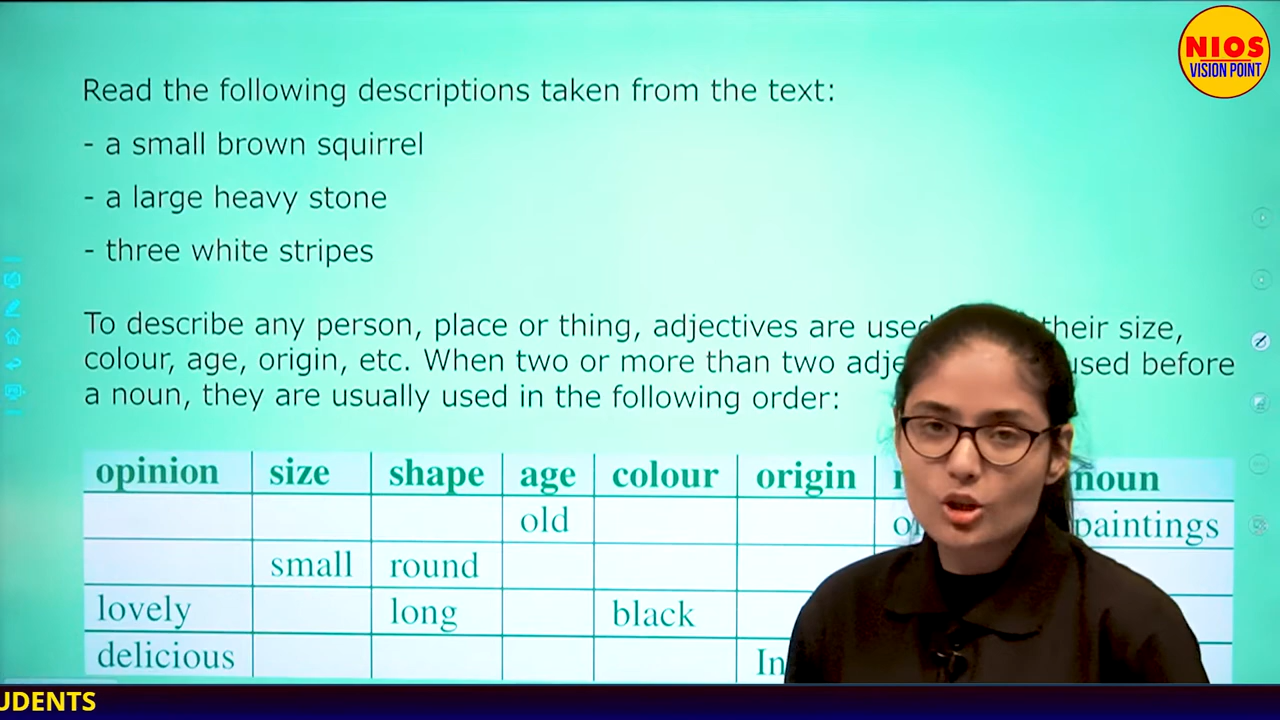 NIOS
VISION POINT
Read the following descriptions taken from the text:
- a small brown squirrel
- a large heavy stone
- three white stripes
To describe any person, place or thing, adjectives are used their size,
colour, age, origin, etc. When two or more than two used before
a noun, they are usually used in the following order:
opinion size shape age colour origin noun
old paintings
small round
lovely long black
delicious